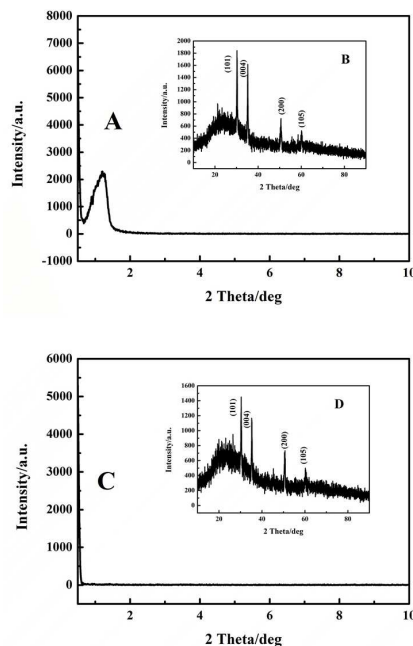 8000
7000
6000
5000
4000
3000
2000
1000
0
-1000
Intensity/a.u.
A
2 4 6 8 10
2 Theta/deg
2000
1800
1600
1400
1200
1000
800
600
400
200
0
Intensity/a.u.
(101)
(004)
(200)
(105)
B
20 40 60 80
2 Theta/deg
6000
5000
4000
3000
2000
1000
0
Intensity/a.u.
C
2 4 6 8 10
2 Theta/deg
1600
1400
1200
1000
800
600
400
200
0
Intensity/a.u.
(101)
(004)
(200)
(105)
D
20 40 60 80
2 Theta/deg